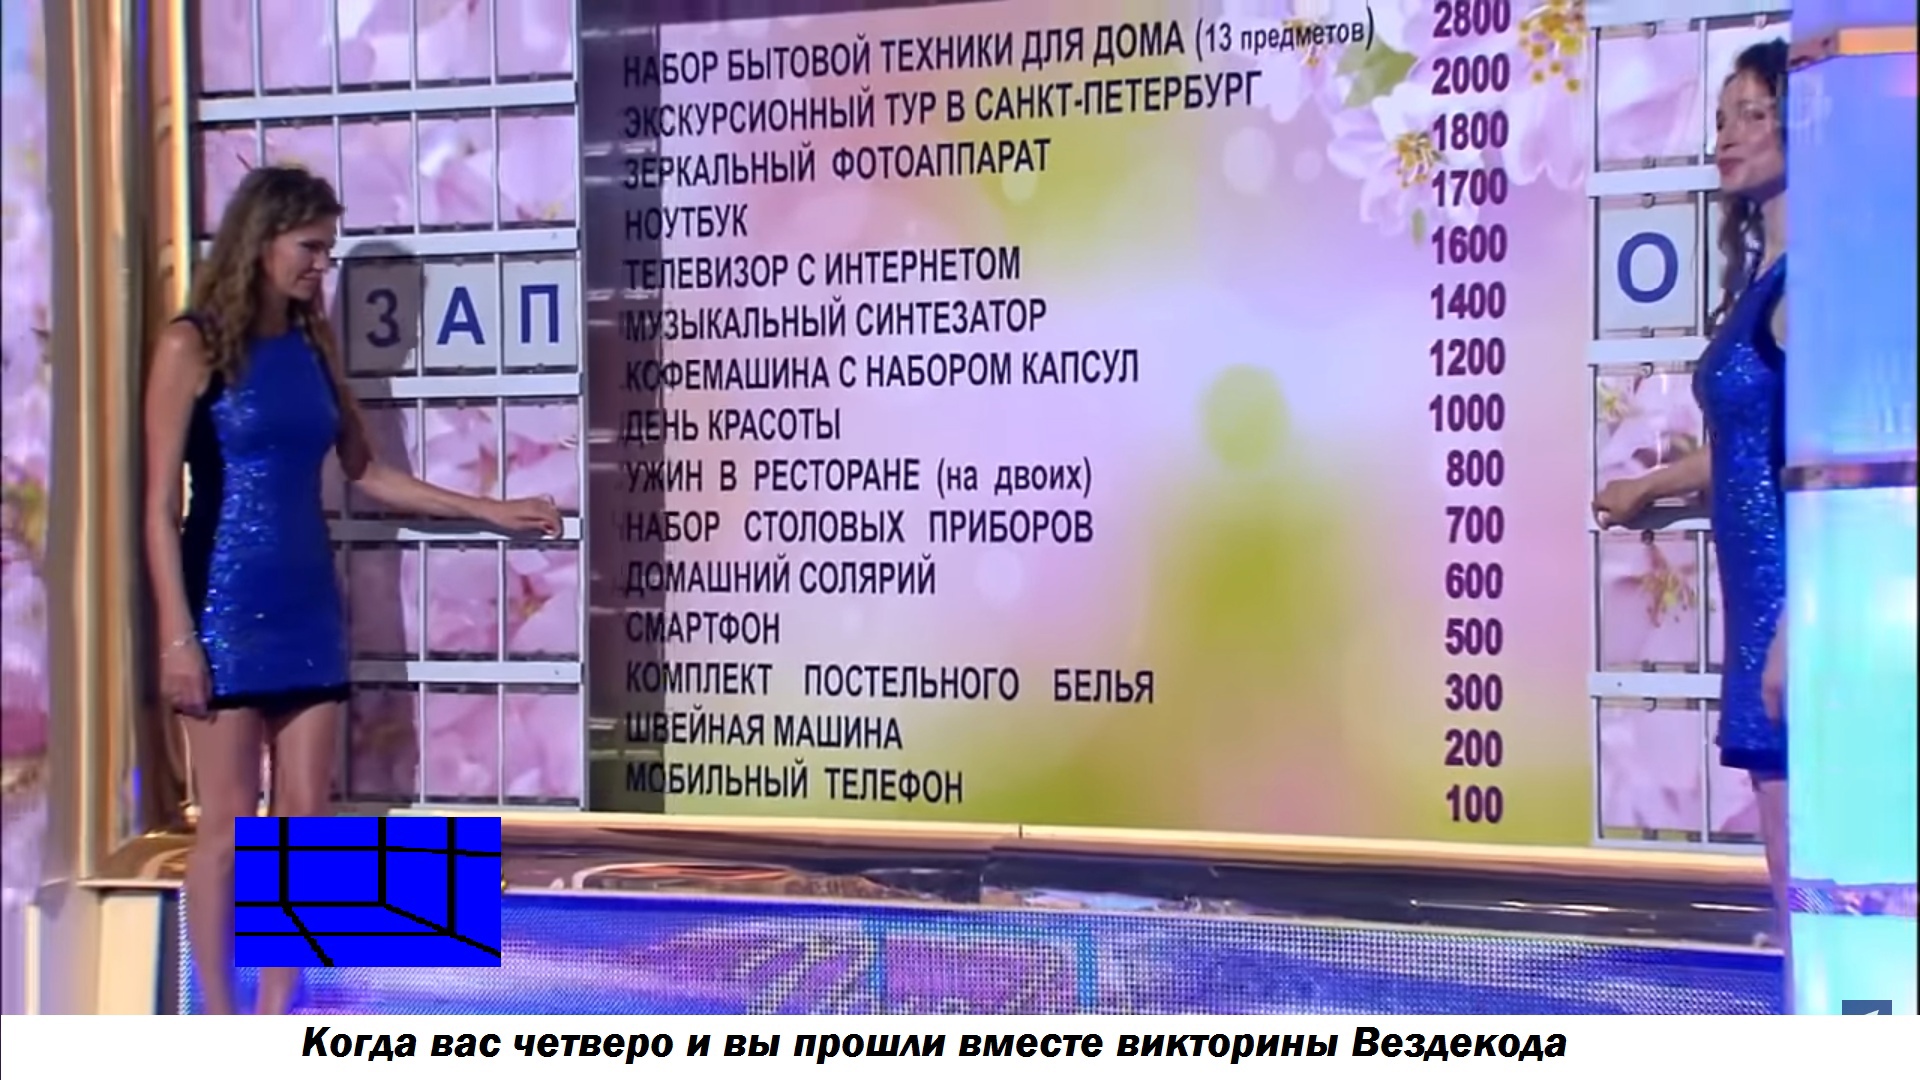 2800
НАБОР БЫТОВОЙ ТЕХНИКИ ДЛЯ ДОМА (13 предметов) 2000
ЭКСКУРСИОННЫЙ ТУР В САНКТ-ПЕТЕРБУРГ 1800
ЗЕРКАЛЬНЫЙ ФОТОАППАРАТ 1700
НОУТБУК 1600
ТЕЛЕВИЗОР С ИНТЕРНЕТОМ 1400
МУЗЫКАЛЬНЫЙ СИНТЕЗАТОР 1200
КОФЕМАШИНА С НАБОРОМ КАПСУЛ 1000
ДЕНЬ КРАСОТЫ 800
УЖИН В РЕСТОРАНЕ (на двоих) 700
НАБОР СТОЛОВЫХ ПРИБОРОВ 600
ДОМАШНИЙ СОЛЯРИЙ 500
СМАРТФОН 300
КОМПЛЕКТ ПОСТЕЛЬНОГО БЕЛЬЯ 200
ШВЕЙНАЯ МАШИНА 100
МОБИЛЬНЫЙ ТЕЛЕФОН
ЗАП
О
Когда вас четверо и вы прошли вместе викторины Вездекода